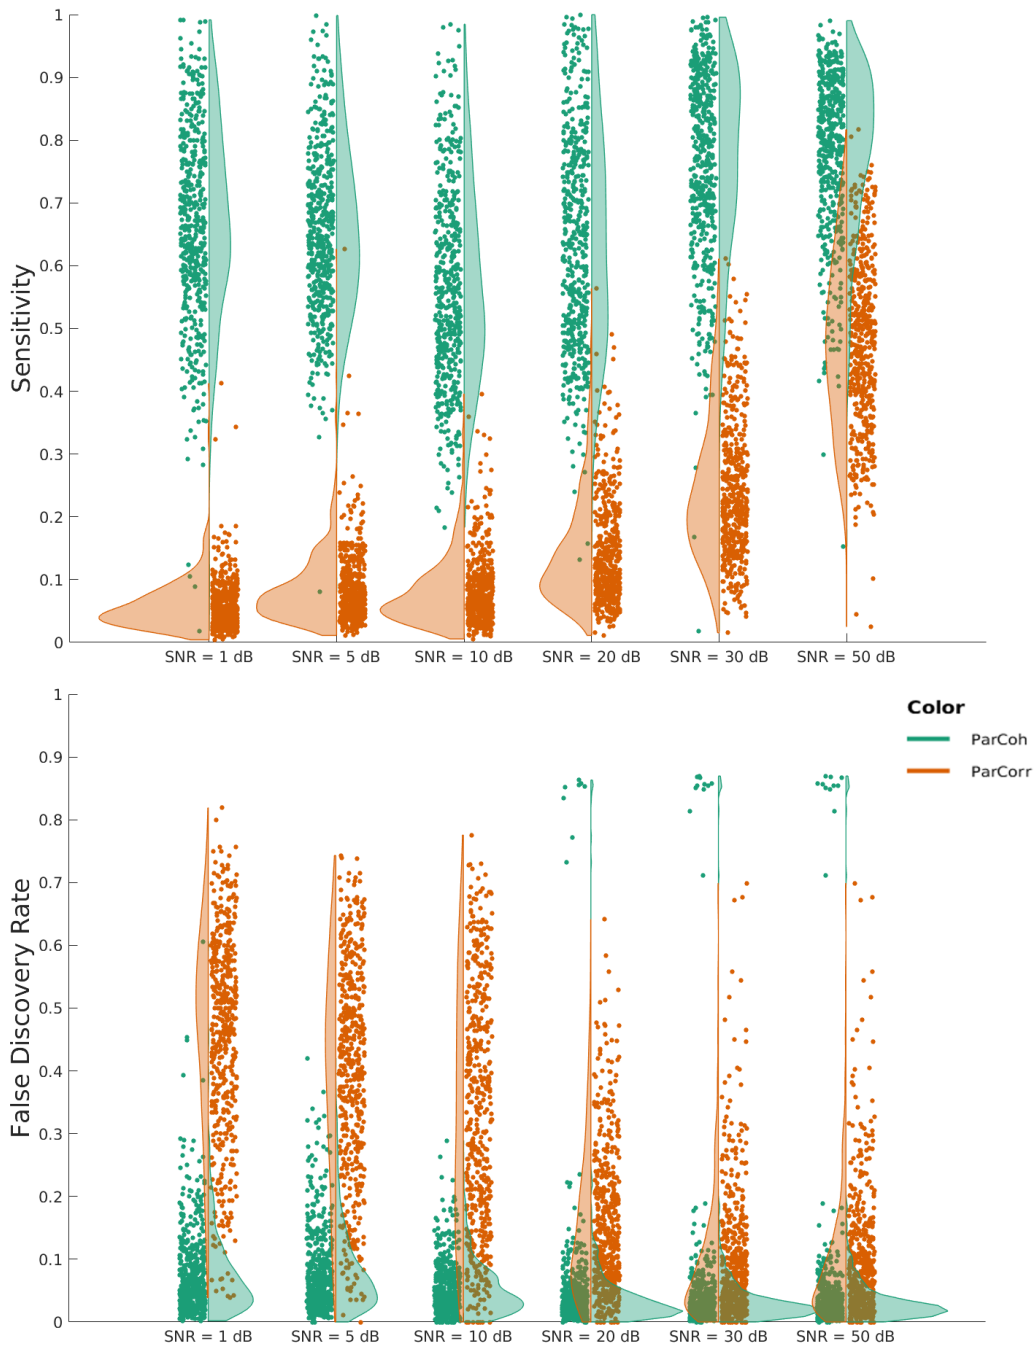 1
0.9
0.8
0.7
0.6
0.5
0.4
0.3
0.2
0.1
0
Sensitivity
SNR = 1 dB
SNR = 5 dB
SNR = 10 dB
SNR = 20 dB
SNR = 30 dB
SNR = 50 dB
1
0.9
0.8
0.7
0.6
0.5
0.4
0.3
0.2
0.1
0
False Discovery Rate
Color
ParCoh
ParCorr
SNR = 1 dB
SNR = 5 dB
SNR = 10 dB
SNR = 20 dB
SNR = 30 dB
SNR = 50 dB